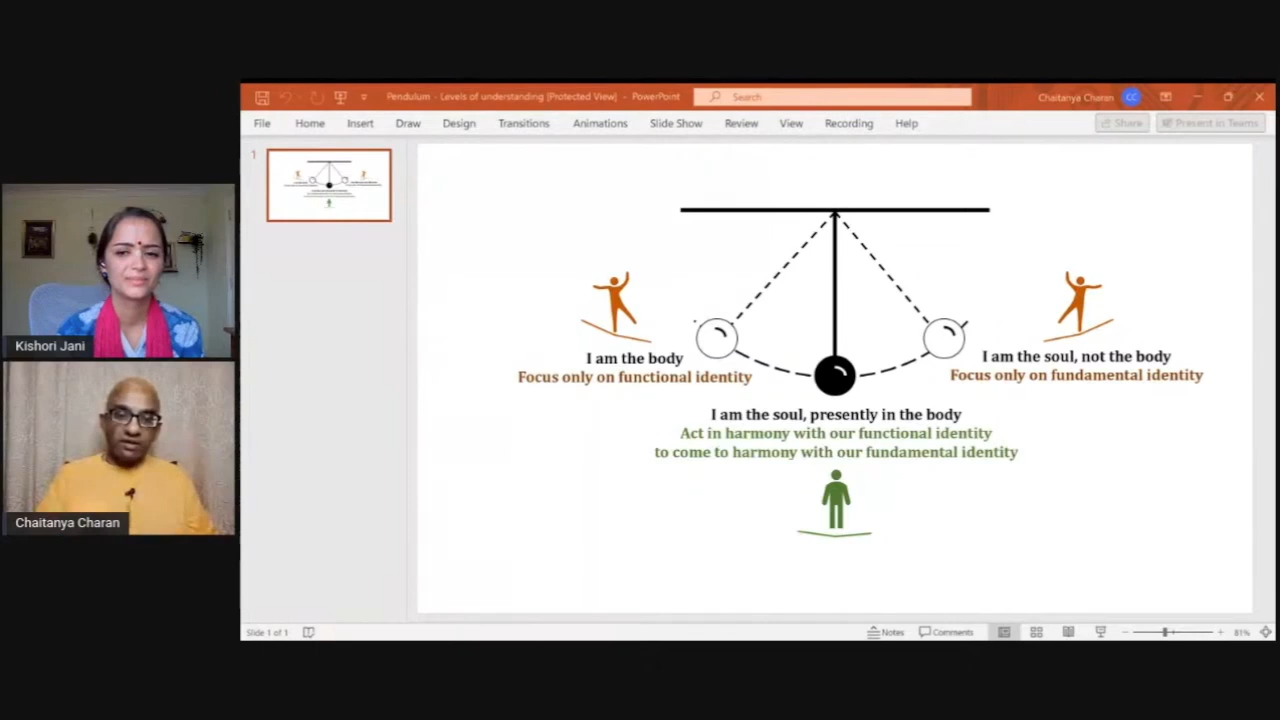 Pendulum - Levels of understanding [Protected View] - PowerPoint
Search
Chaitanya Charan
CC
File Home Insert Draw Design Transitions Animations Slide Show Review View Recording Help
Share
Present in Teams
1
Kishori Jani
Chaitanya Charan
I am the body
Focus only on functional identity
I am the soul, not the body
Focus only on fundamental identity
I am the soul, presently in the body
Act in harmony with our functional identity
to come to harmony with our fundamental identity
Slide 1 of 1
Notes
Comments
81%